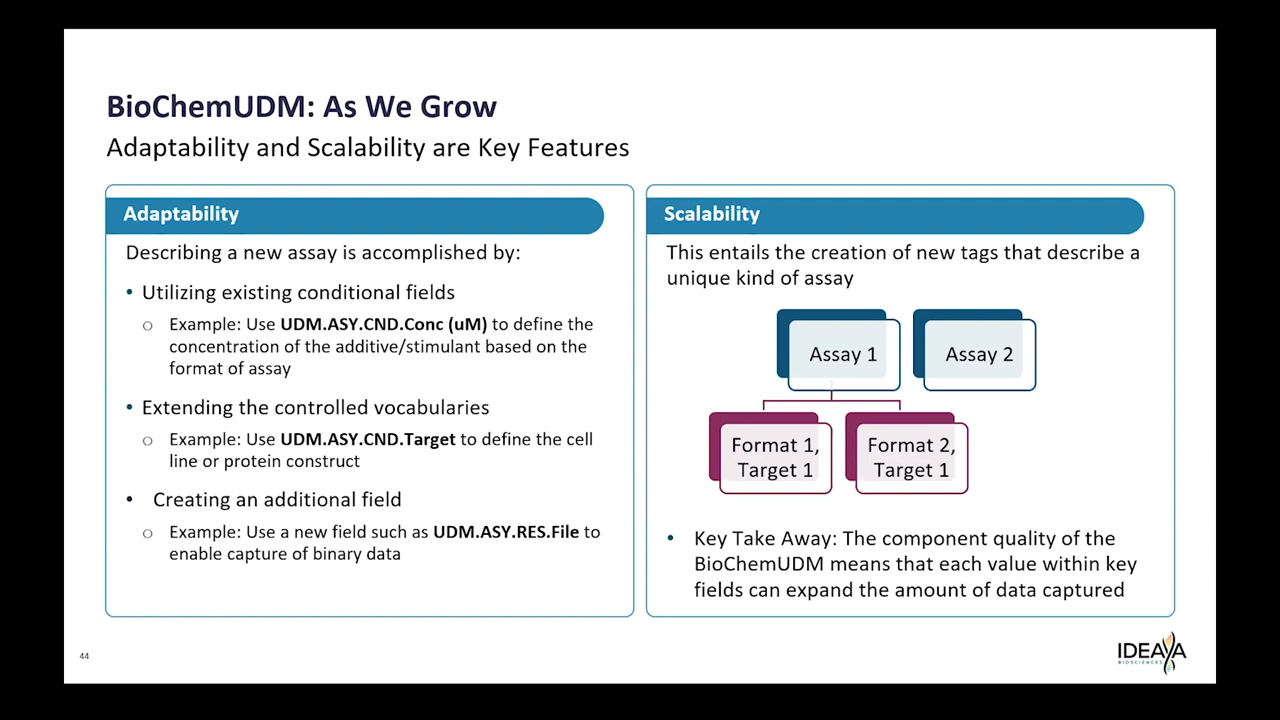 BioChemUDM: As We Grow
Adaptability and Scalability are Key Features
Adaptability
Describing a new assay is accomplished by:
• Utilizing existing conditional fields
○ Example: Use UDM.ASY.CND.Conc (uM) to define the
concentration of the additive/stimulant based on the
format of assay
• Extending the controlled vocabularies
○ Example: Use UDM.ASY.CND.Target to define the cell
line or protein construct
• Creating an additional field
○ Example: Use a new field such as UDM.ASY.RES.File to
enable capture of binary data
Scalability
This entails the creation of new tags that describe a
unique kind of assay
Assay 1
Assay 2
Format 1,
Target 1
Format 2,
Target 1
• Key Take Away: The component quality of the
BioChemUDM means that each value within key
fields can expand the amount of data captured
44
IDEAYA
BIOSCIENCES